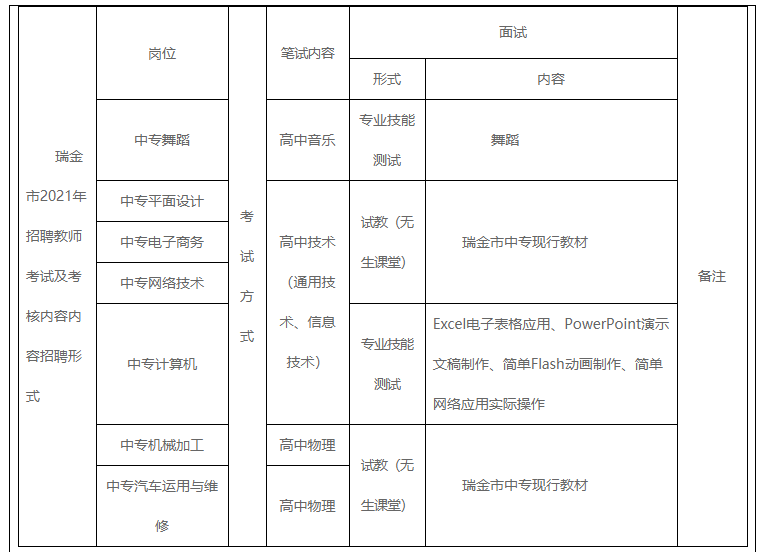 岗位
笔试内容
面试
形式
内容
瑞金
市2021年
招聘教师
考试及考
核内容内
容招聘形
式
考
试
方
式
备注
中专舞蹈
高中音乐
专业技能
测试
舞蹈
中专平面设计
中专电子商务
中专网络技术
高中技术
（通用技
术、信息
技术）
试教（无
生课堂）
瑞金市中专现行教材
中专计算机
专业技能
测试
Excel电子表格应用、PowerPoint演示
文稿制作、简单Flash动画制作、简单
网络应用实际操作
中专机械加工
高中物理
试教（无
生课堂）
瑞金市中专现行教材
中专汽车运用与维
修
高中物理